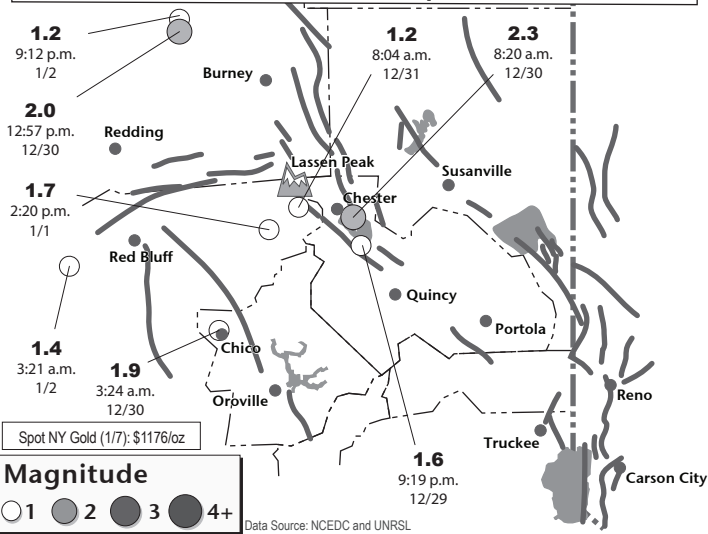 1.2
9:12 p.m.
1/2
2.0
12:57 p.m.
12/30
Burney
1.2
8:04 a.m.
12/31
2.3
8:20 a.m.
12/30
Redding
Lassen Peak
Susanville
1.7
2:20 p.m.
1/1
Chester
Red Bluff
Quincy
Portola
1.4
3:21 a.m.
1/2
1.9
3:24 a.m.
12/30
Chico
Oroville
Reno
Truckee
Carson City
1.6
9:19 p.m.
12/29
Spot NY Gold (1/7): $1176/oz
Magnitude
1 2 3 4+
Data Source: NCEDC and UNRSL